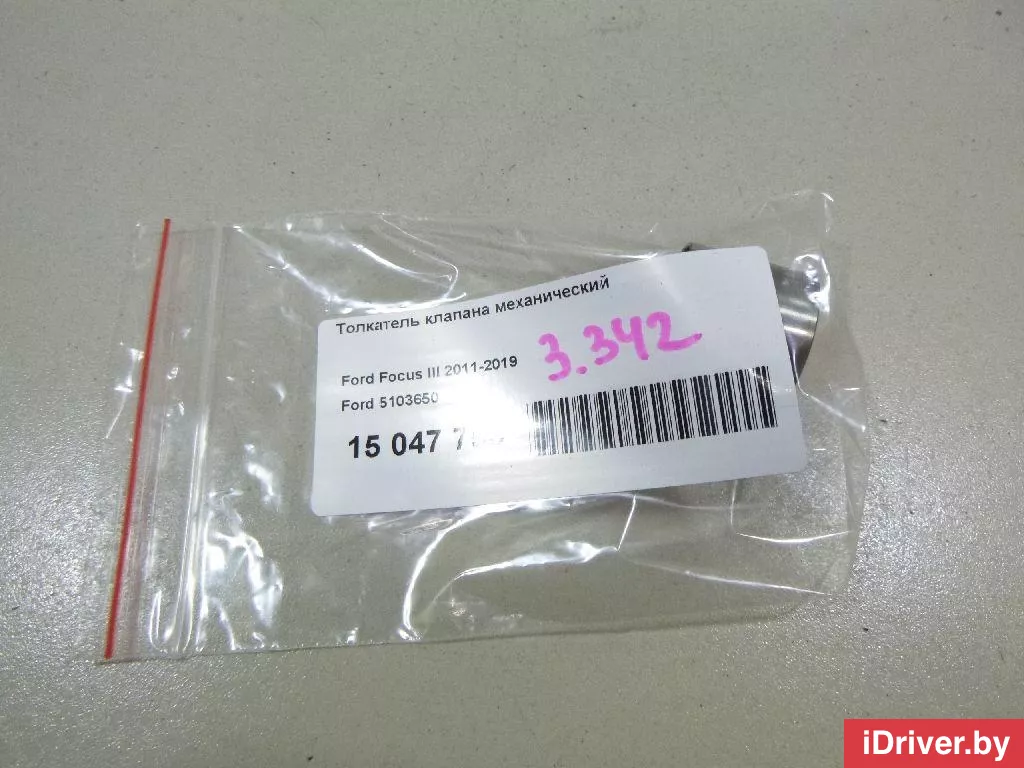 Толкатель клапана механический
3.342
Ford Focus III 2011-2019
Ford 5103650
15 047
iDriver.by